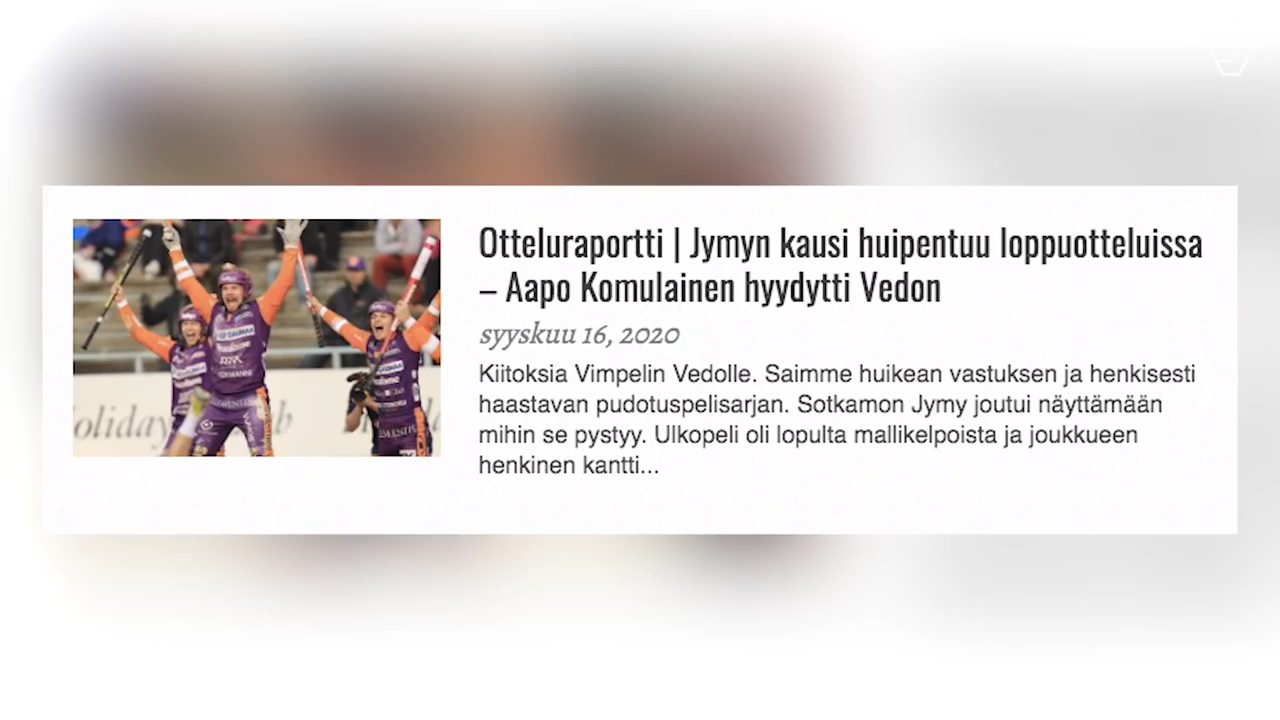 Otteluraportti | Jymyn kausi huipentuu loppuotteluissa
– Aapo Komulainen hyydytti Vedon
syyskuu 16, 2020
Kiitoksia Vimpelin Vedolle. Saimme huikean vastuksen ja henkisesti
haastavan pudotuspelisarjan. Sotkamon Jymy joutui näyttämään
mihin se pystyy. Ulkopeli oli lopulta mallikelpoista ja joukkueen
henkinen kantti...